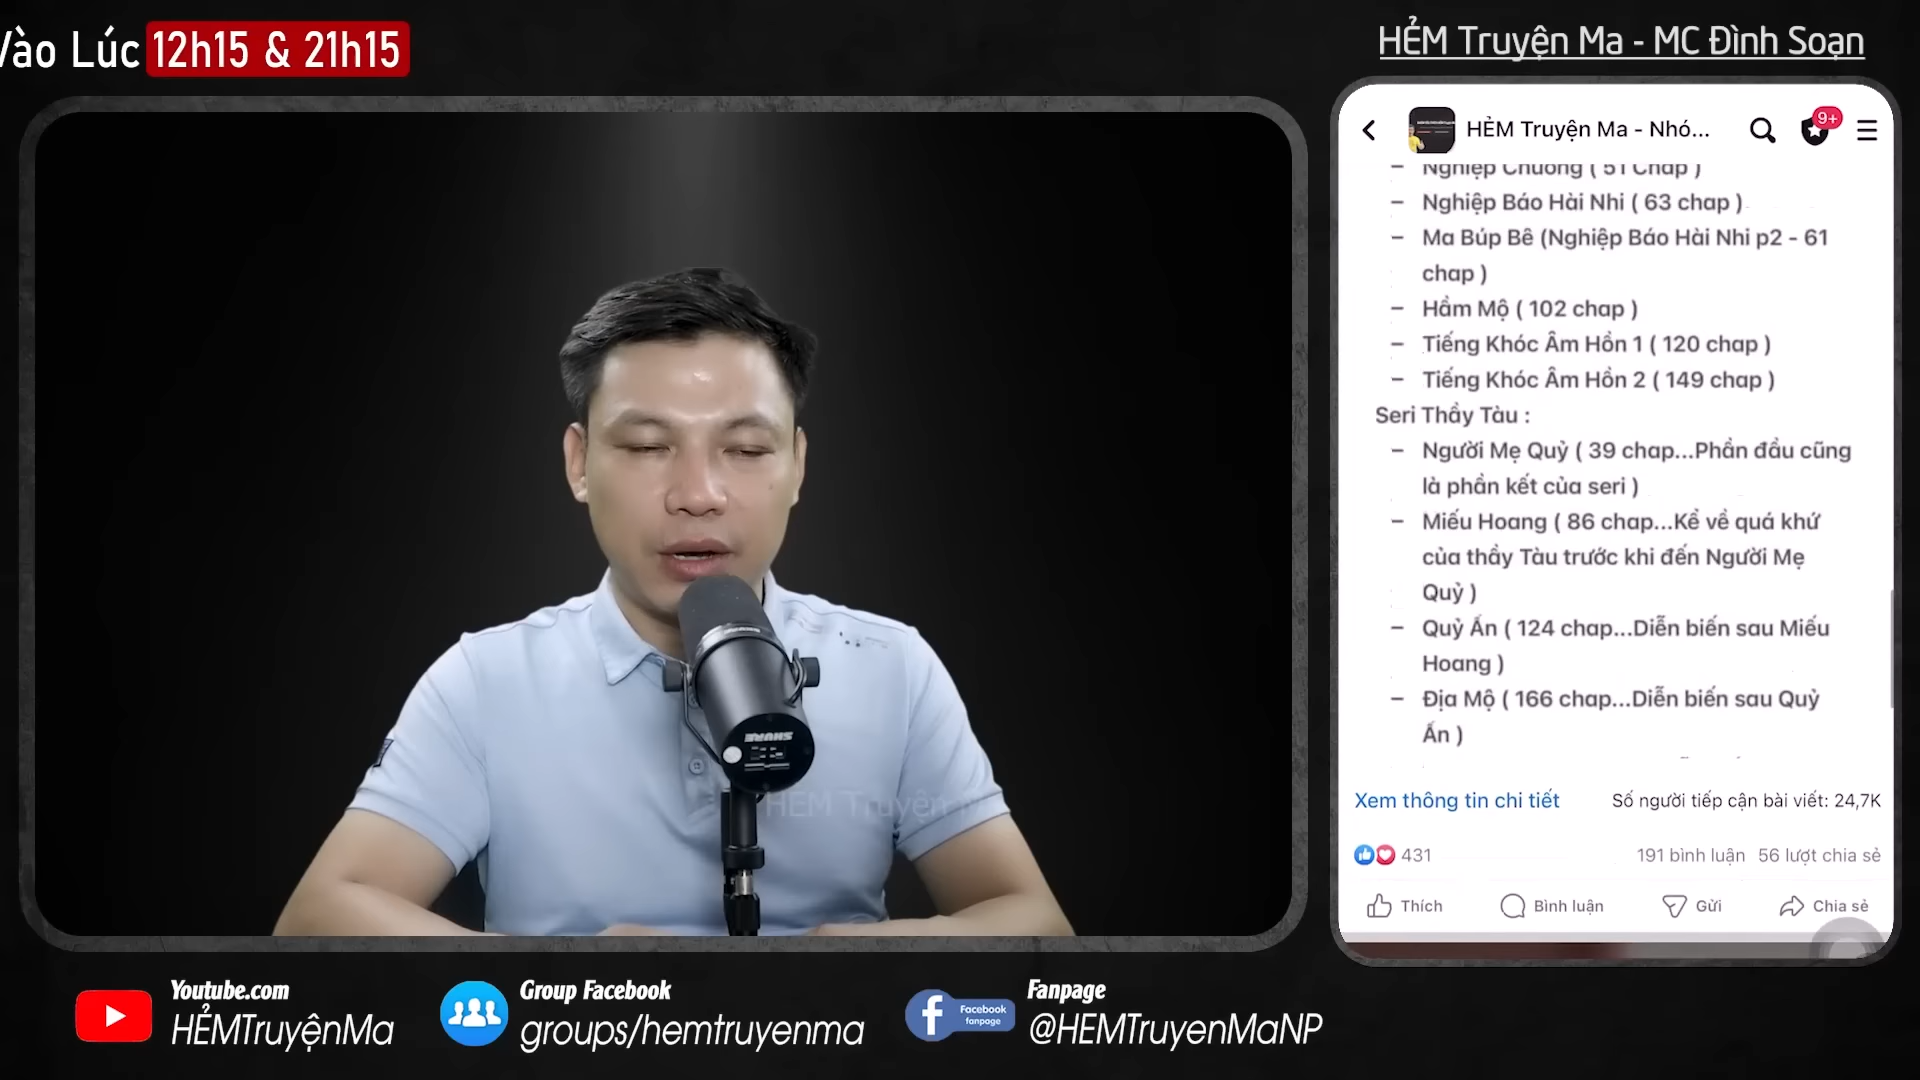 Vào Lúc 12h15 & 21h15
HẺM Truyện Ma - MC Đình Soạn
HẺM Truyện Ma - Nhó...
9+
– Nghiệp Chướng ( 51 Chap )
– Nghiệp Báo Hài Nhi ( 63 chap )
– Ma Búp Bê (Nghiệp Báo Hài Nhi p2 - 61
chap )
– Hầm Mộ ( 102 chap )
– Tiếng Khóc Âm Hồn 1 ( 120 chap )
– Tiếng Khóc Âm Hồn 2 ( 149 chap )
Seri Thầy Tàu :
– Người Mẹ Quỷ ( 39 chap...Phần đầu cũng
là phần kết của seri )
– Miếu Hoang ( 86 chap...Kể về quá khứ
của thầy Tàu trước khi đến Người Mẹ
Quỷ )
– Quỷ Ấn ( 124 chap...Diễn biến sau Miếu
Hoang )
– Địa Mộ ( 166 chap...Diễn biến sau Quỷ
Ấn )
Xem thông tin chi tiết Số người tiếp cận bài viết: 24,7K
431 191 bình luận 56 lượt chia sẻ
Thích Bình luận Gửi Chia sẻ
SHURE
HẺM Truyện
Youtube.com
HẺMTruyệnMa
Group Facebook
groups/hemtruyenma
Facebook
fanpage
Fanpage
@HEMTruyenMaNP